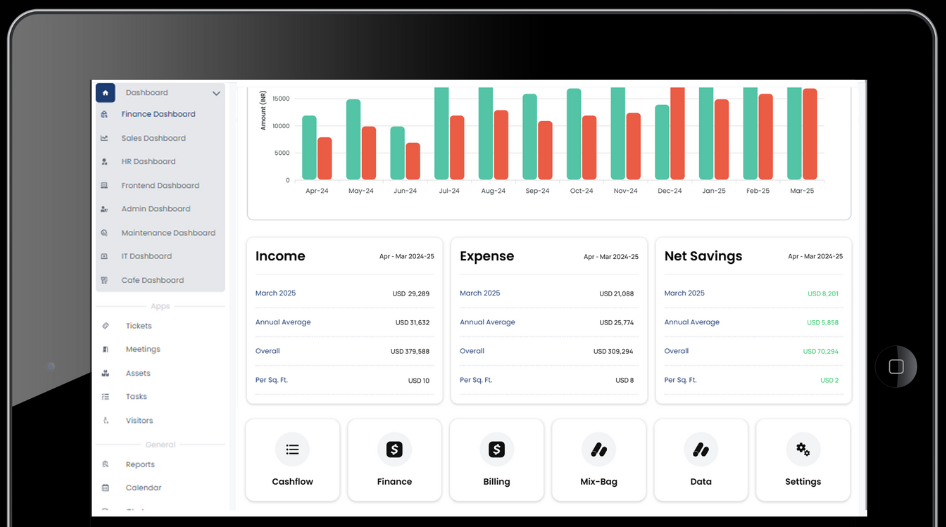 Dashboard
Finance Dashboard
Sales Dashboard
HR Dashboard
Frontend Dashboard
Admin Dashboard
Maintenance Dashboard
IT Dashboard
Cafe Dashboard
Apps
Tickets
Meetings
Assets
Tasks
Visitors
General
Reports
Calendar
Amount (INR)
15000
10000
5000
0
Apr-24 May-24 Jun-24 Jul-24 Aug-24 Sep-24 Oct-24 Nov-24 Dec-24 Jan-25 Feb-25 Mar-25
Income Apr - Mar 2024-25
March 2025 USD 29,289
Annual Average USD 31,632
Overall USD 379,588
Per Sq. Ft. USD 10
Expense Apr - Mar 2024-25
March 2025 USD 21,088
Annual Average USD 25,774
Overall USD 309,294
Per Sq. Ft. USD 8
Net Savings Apr - Mar 2024-25
March 2025 USD 8,201
Annual Average USD 5,858
Overall USD 70,294
Per Sq. Ft. USD 2
Cashflow
Finance
Billing
Mix-Bag
Data
Settings